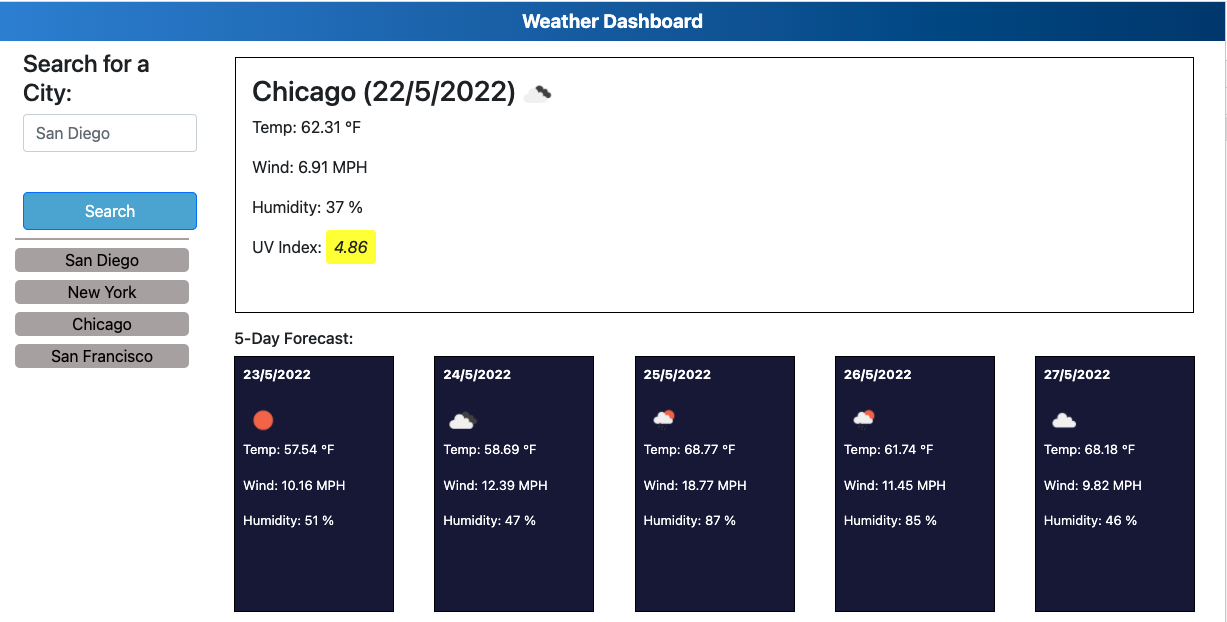 Weather Dashboard
Search for a
City:
San Diego
Search
San Diego
New York
Chicago
San Francisco
Chicago (22/5/2022)
Temp: 62.31 °F
Wind: 6.91 MPH
Humidity: 37 %
UV Index: 4.86
5-Day Forecast:
23/5/2022
Temp: 57.54 °F
Wind: 10.16 MPH
Humidity: 51 %
24/5/2022
Temp: 58.69 °F
Wind: 12.39 MPH
Humidity: 47 %
25/5/2022
Temp: 68.77 °F
Wind: 18.77 MPH
Humidity: 87 %
26/5/2022
Temp: 61.74 °F
Wind: 11.45 MPH
Humidity: 85 %
27/5/2022
Temp: 68.18 °F
Wind: 9.82 MPH
Humidity: 46 %